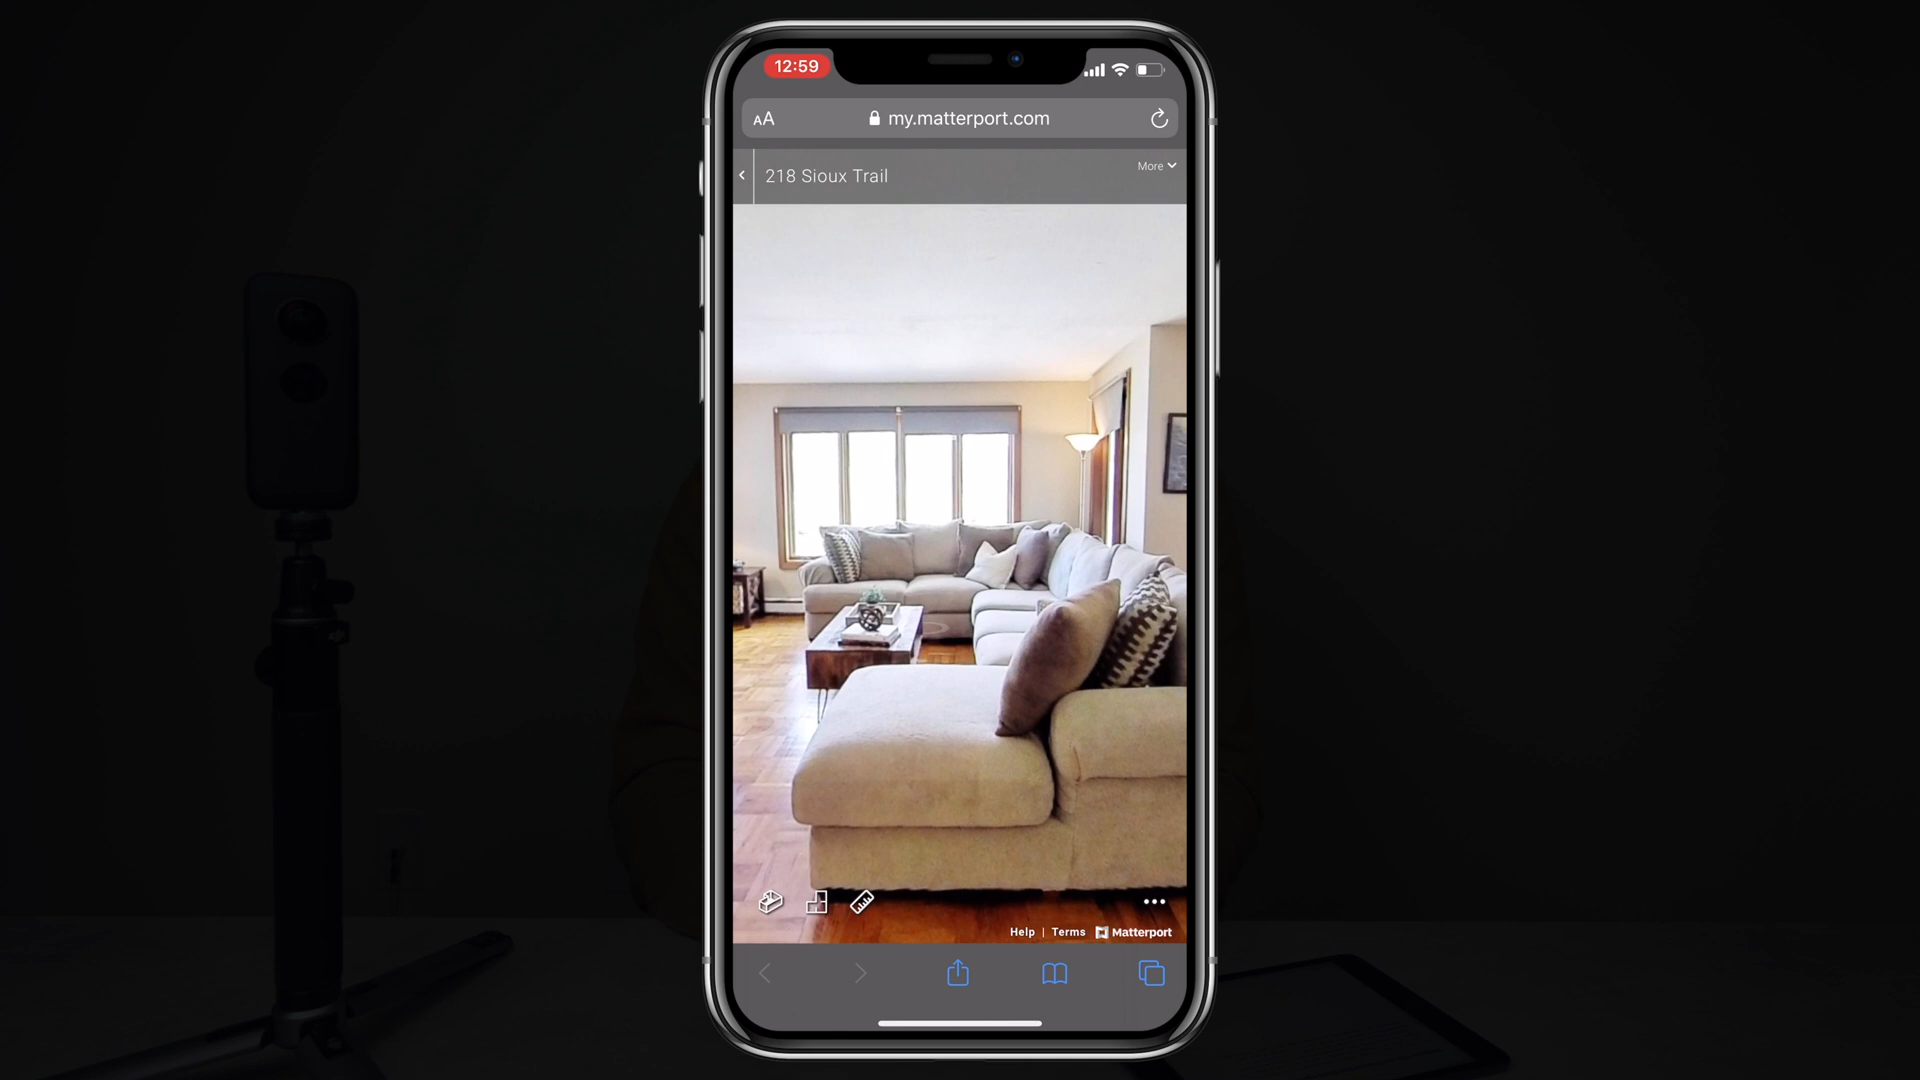 12:59
AA my.matterport.com
218 Sioux Trail
More
Help | Terms Matterport